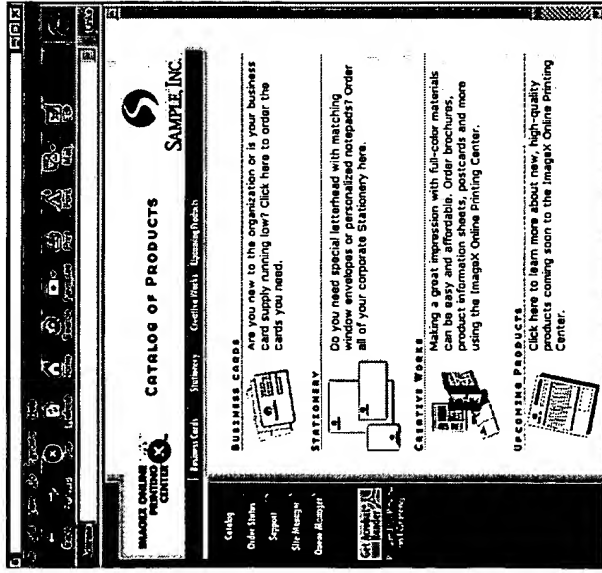 IMAGEX ONLINE
PRINTING
CENTER
CATALOG OF PRODUCTS
SAMPLE, INC.
Business Cards Stationery Creative Works Upcoming Products
Catalog
Order Status
Support
Site Manager
Queue Manager
Get Acrobat
Reader
BUSINESS CARDS
Are you new to the organization or is your business
card supply running low? Click here to order the
cards you need.
STATIONERY
Do you need special letterhead with matching
window envelopes or personalized notepads? Order
all of your corporate Stationery here.
CREATIVE WORKS
Making a great impression with full-color materials
can be easy and affordable. Order brochures,
product information sheets, postcards and more
using the ImageX Online Printing Center.
UPCOMING PRODUCTS
Click here to learn more about new, high-quality
products coming soon to the ImageX Online Printing
Center.